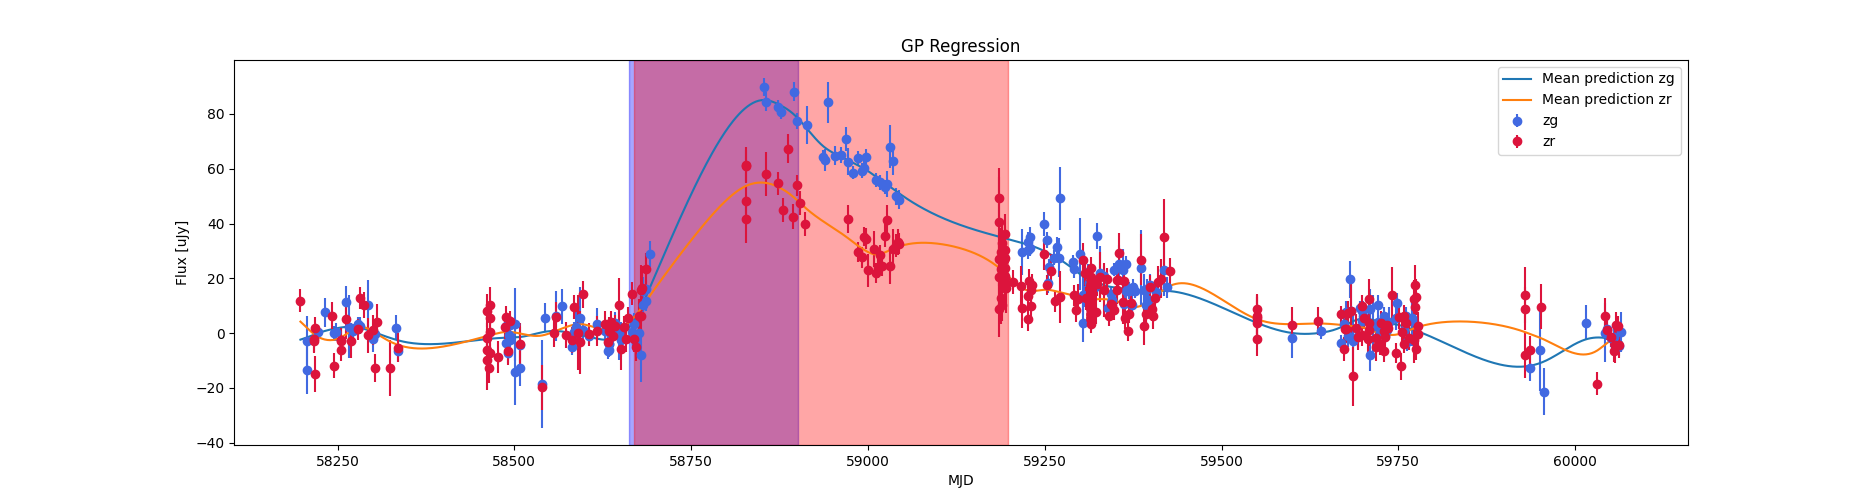 GP Regression
Flux [uJy]
80
60
40
20
0
−20
−40
58250 58500 58750 59000 59250 59500 59750 60000
MJD
Mean prediction zg
Mean prediction zr
zg
zr